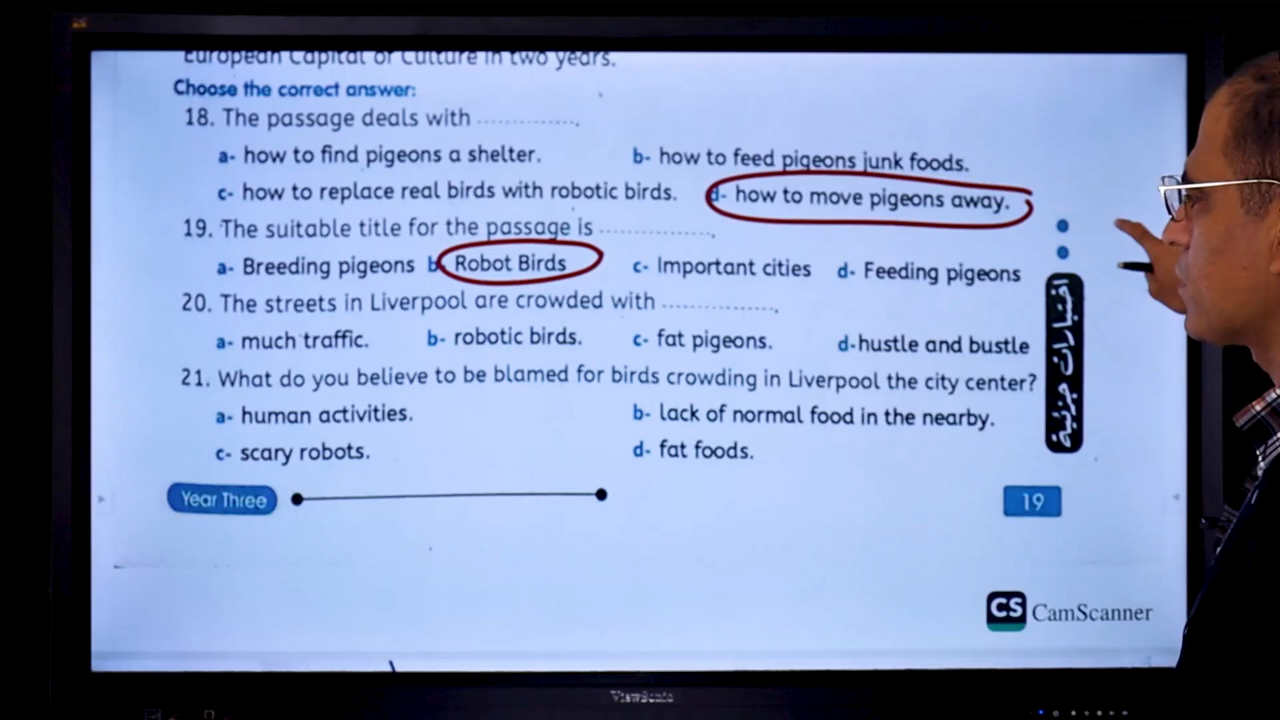 European Capital of Culture in two years.
Choose the correct answer:
18. The passage deals with .............
a- how to find pigeons a shelter. b- how to feed pigeons junk foods.
c- how to replace real birds with robotic birds. d- how to move pigeons away.
19. The suitable title for the passage is ...............
a- Breeding pigeons b- Robot Birds c- Important cities d- Feeding pigeons
20. The streets in Liverpool are crowded with ...............
a- much traffic. b- robotic birds. c- fat pigeons. d-hustle and bustle
21. What do you believe to be blamed for birds crowding in Liverpool the city center?
a- human activities. b- lack of normal food in the nearby.
c- scary robots. d- fat foods.
اختبارات جزئية
Year Three 19
CS CamScanner
ViewSonic